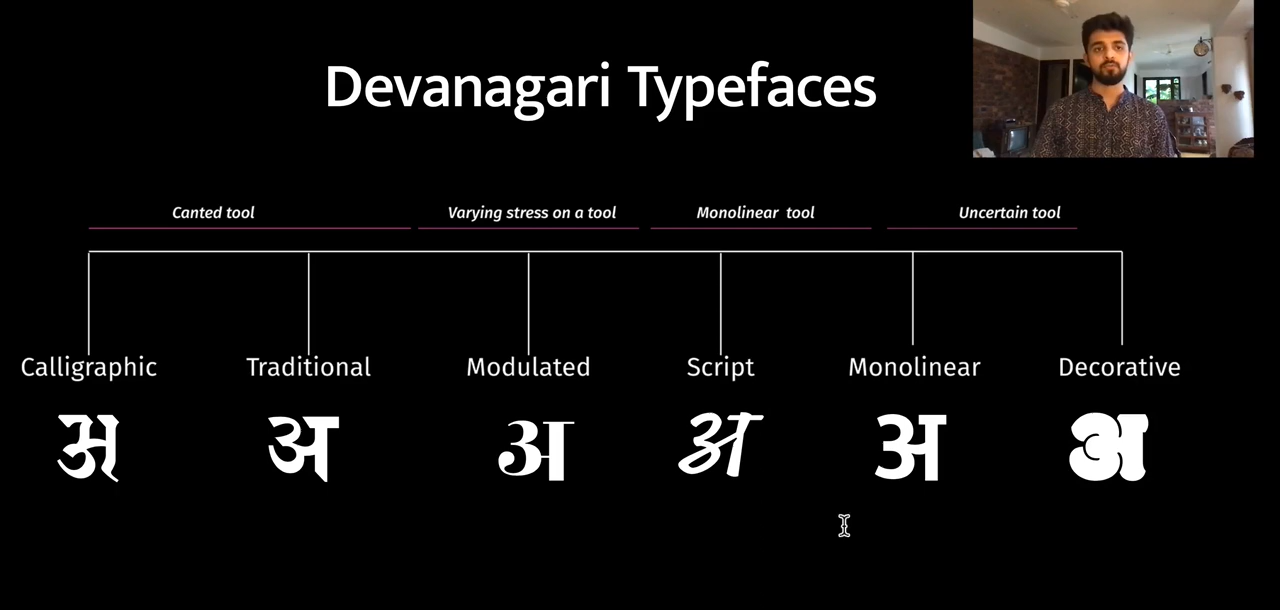 Devanagari Typefaces
Canted tool Varying stress on a tool Monolinear tool Uncertain tool
Calligraphic Traditional Modulated Script Monolinear Decorative
अ अ अ अ अ अ